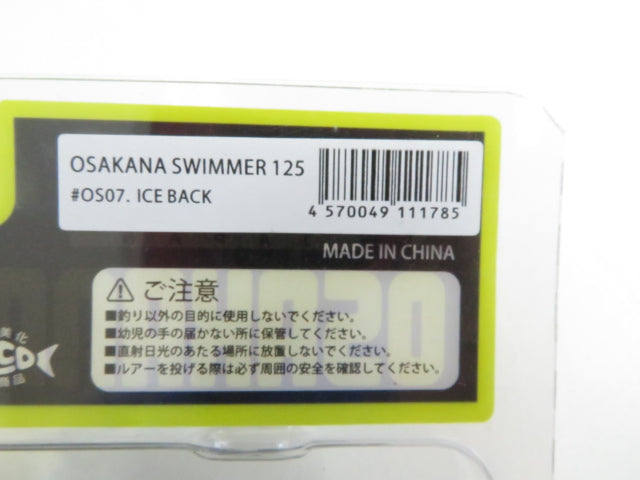 OSAKANA SWIMMER 125
#OS07. ICE BACK
4 570049 111785
MADE IN CHINA
⚠ ご注意
■釣り以外の目的に使用しないでください。
■幼児の手の届かない所に保管してください。
■直射日光のあたる場所に放置しないでください。
■ルアーを投げる際は必ず周囲の安全を確認してください。
美化
CO
商品